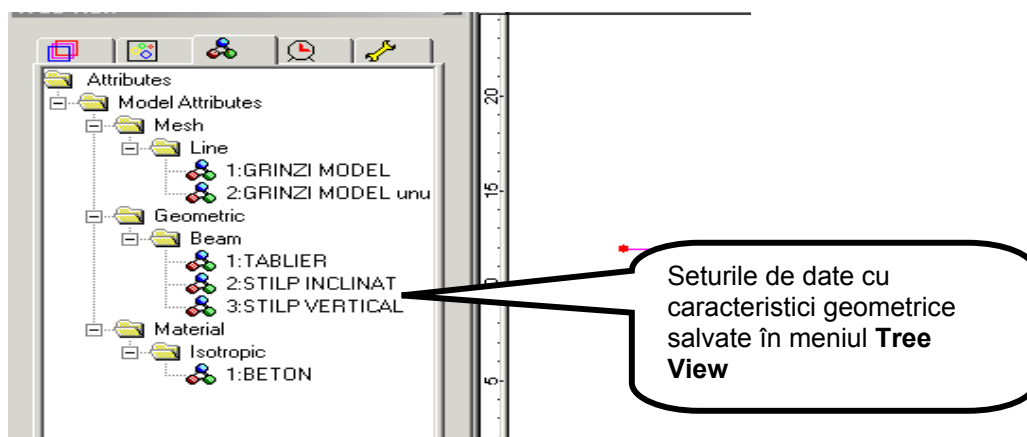 Tree View
Attributes
Model Attributes
Mesh
Line
1:GRINZI MODEL
2:GRINZI MODEL unu
Geometric
Beam
1:TABLIER
2:STILP INCLINAT
3:STILP VERTICAL
Material
Isotropic
1:BETON
20
15
5
Seturile de date cu
caracteristici geometrice
salvate în meniul Tree
View